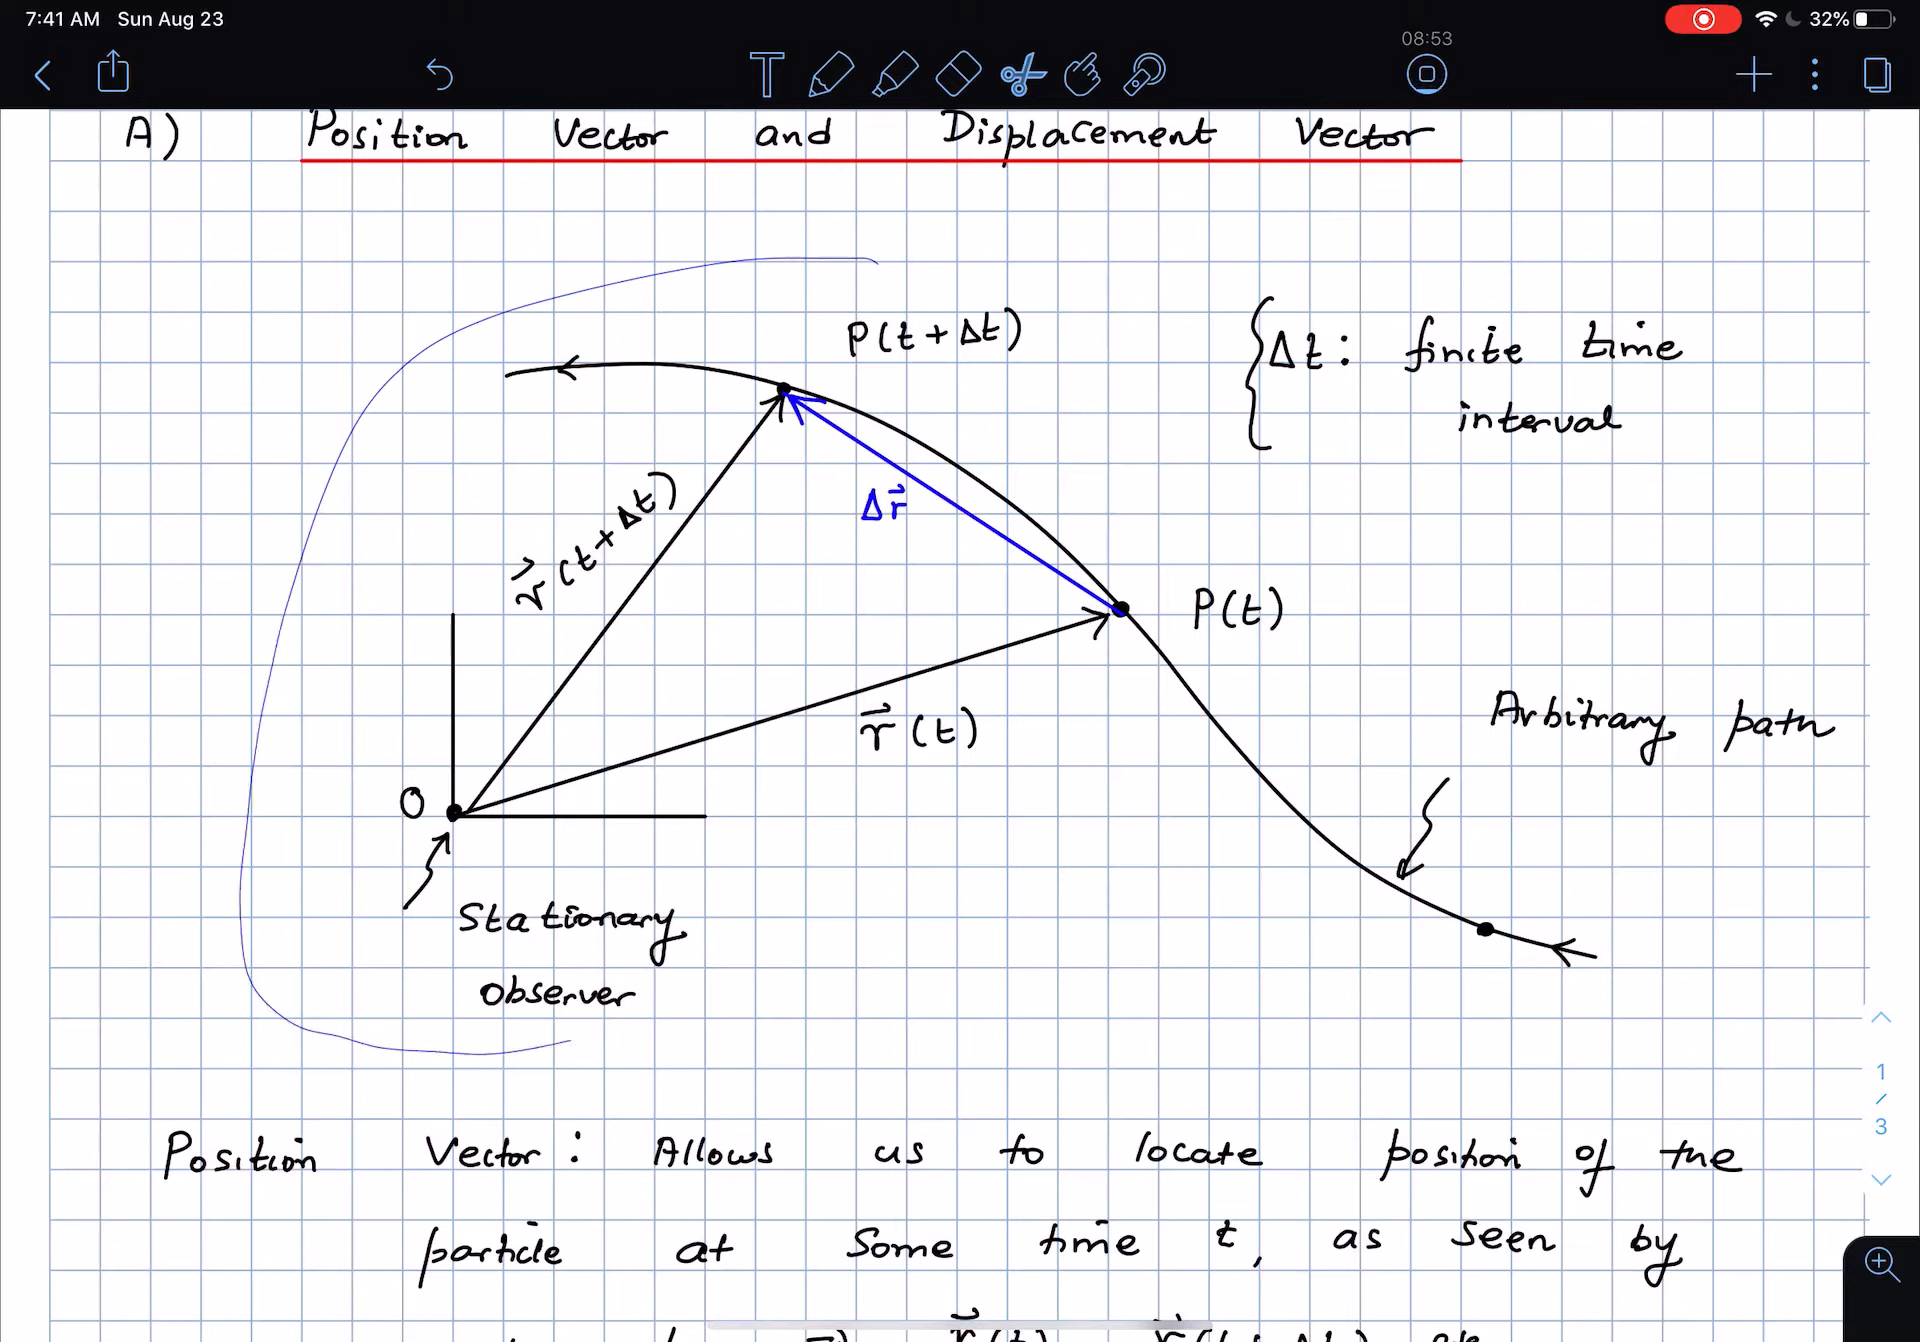 7:41 AM Sun Aug 23
32%
08:53
A) Position Vector and Displacement Vector
P(t + Δt)
{Δt: finite time
interval
Δr⃗
r⃗(t+Δt)
P(t)
r⃗(t)
Arbitrary path
O
Stationary
observer
1
/
3
Position Vector: Allows us to locate position of the
particle at some time t, as seen by